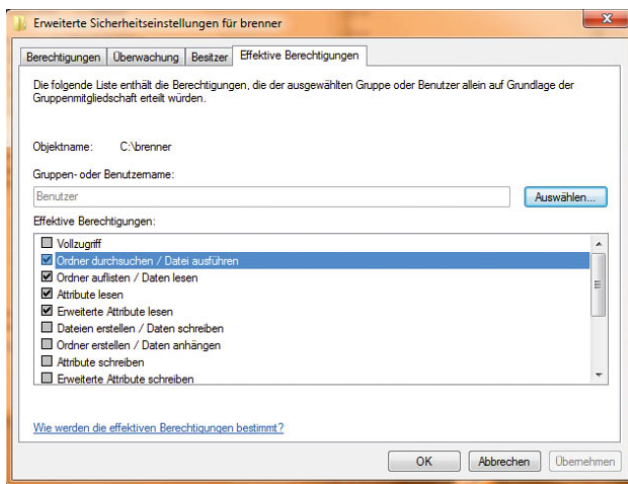 Erweiterte Sicherheitseinstellungen für brenner
Berechtigungen Überwachung Besitzer Effektive Berechtigungen
Die folgende Liste enthält die Berechtigungen, die der ausgewählten Gruppe oder Benutzer allein auf Grundlage der
Gruppenmitgliedschaft erteilt würden.
Objektname: C:\brenner
Gruppen- oder Benutzername:
Benutzer Auswählen...
Effektive Berechtigungen:
Vollzugriff
Ordner durchsuchen / Datei ausführen
Ordner auflisten / Daten lesen
Attribute lesen
Erweiterte Attribute lesen
Dateien erstellen / Daten schreiben
Ordner erstellen / Daten anhängen
Attribute schreiben
Erweiterte Attribute schreiben
Wie werden die effektiven Berechtigungen bestimmt?
OK Abbrechen Übernehmen